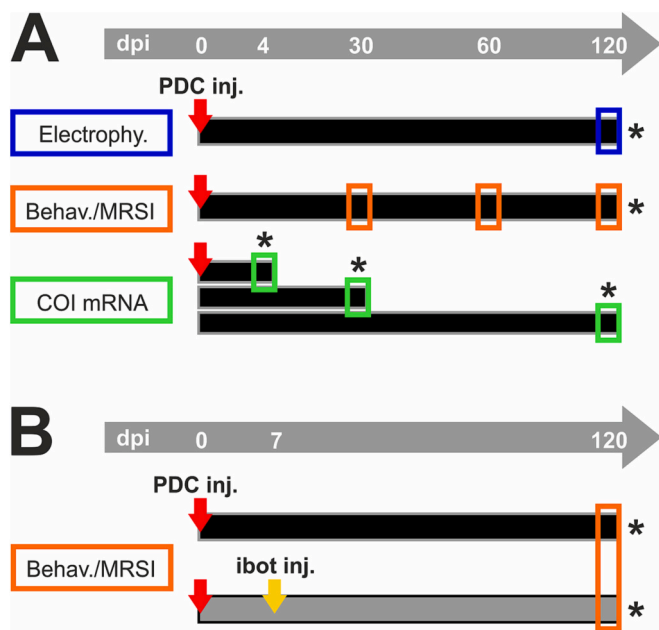 A
dpi 0 4 30 60 120
PDC inj.
Electrophy. *
Behav./MRSI *
* * *
COI mRNA
B
dpi 0 7 120
PDC inj.
*
Behav./MRSI
ibot inj.
*